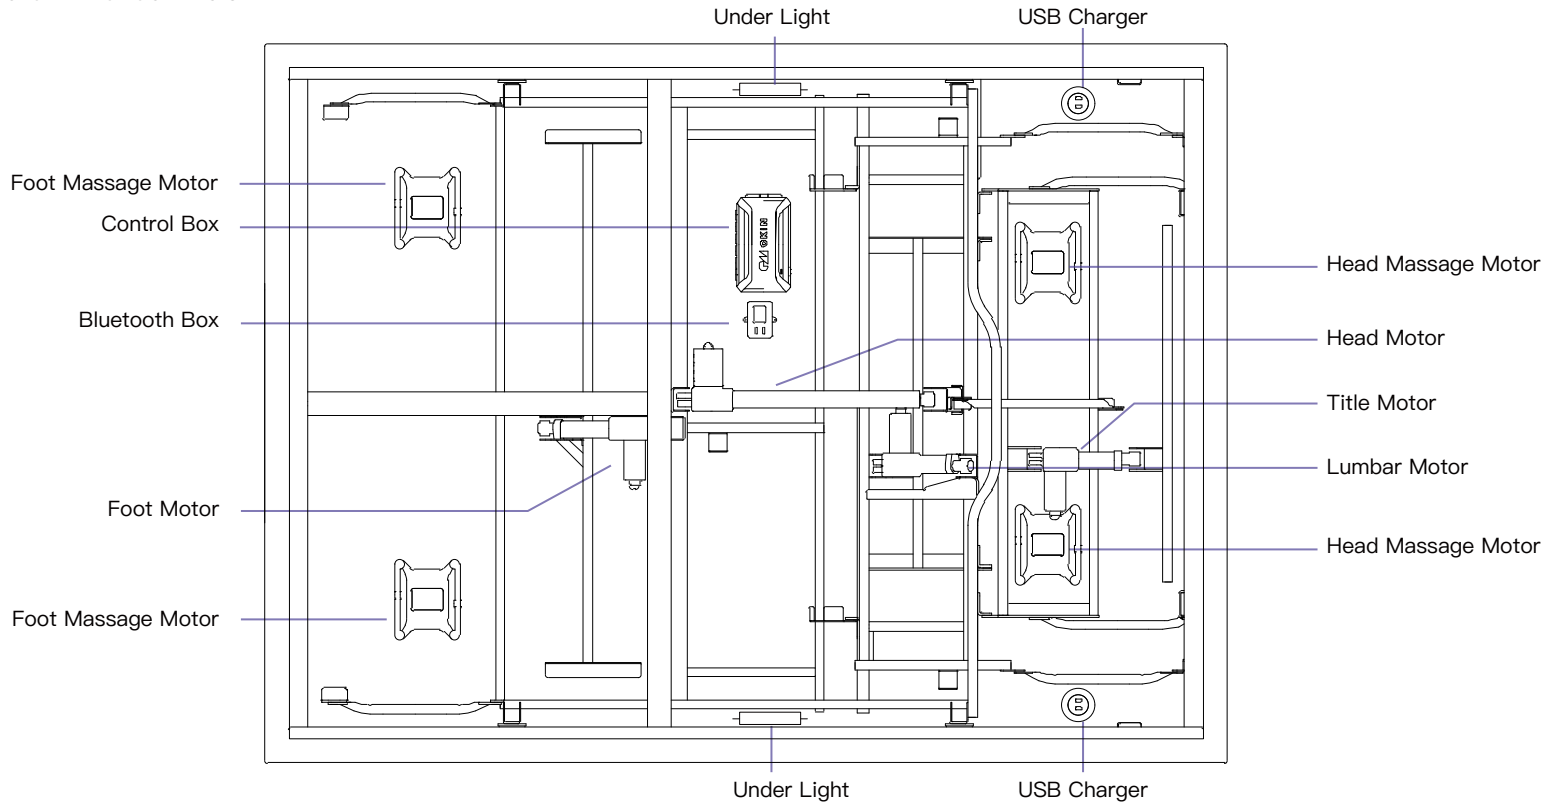 Under Light
USB Charger
Foot Massage Motor
Control Box
Bluetooth Box
Foot Motor
Foot Massage Motor
OKIN
Head Massage Motor
Head Motor
Title Motor
Lumbar Motor
Head Massage Motor
Under Light
USB Charger